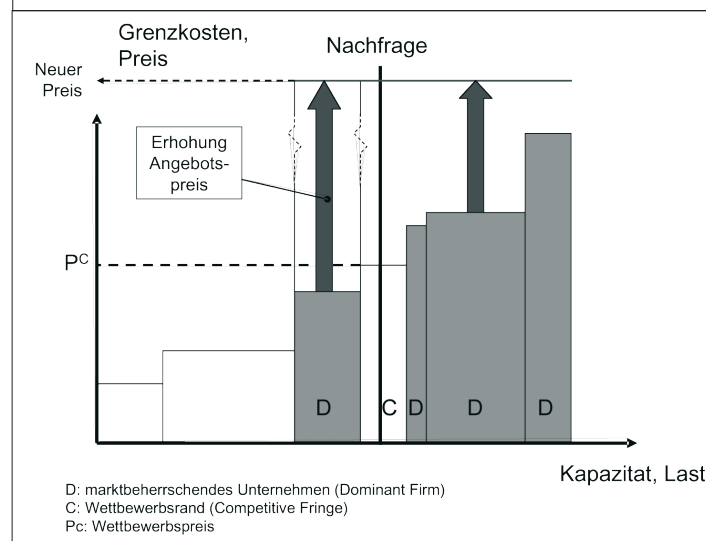 Grenzkosten,
Preis
Nachfrage
Neuer
Preis
Erhohung
Angebots-
preis
PC
D
C
D
D
D
Kapazitat, Last
D: marktbeherrschendes Unternehmen (Dominant Firm)
C: Wettbewerbsrand (Competitive Fringe)
Pc: Wettbewerbspreis